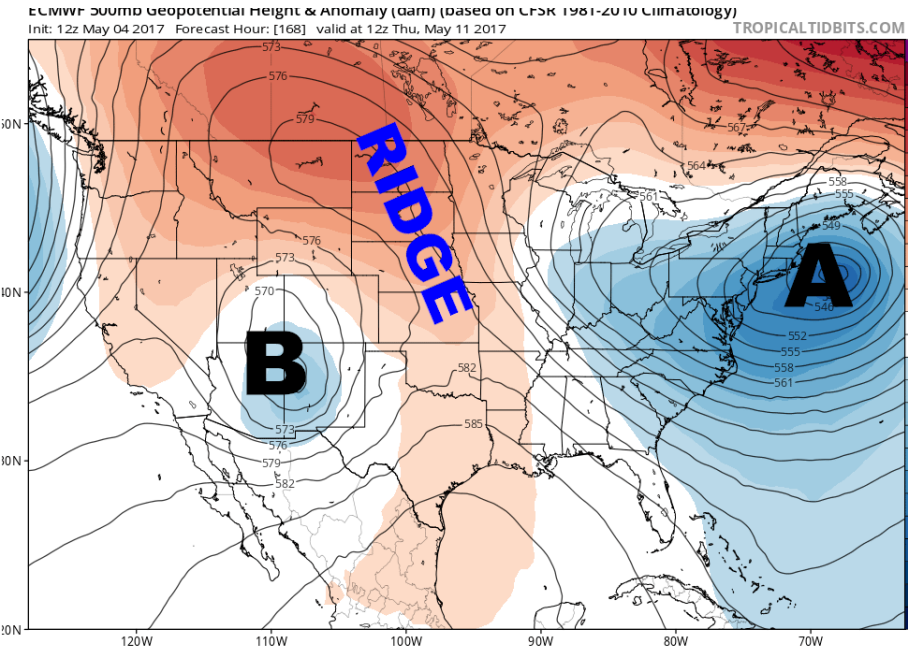 ECMWF 500mb Geopotential Height & Anomaly (dam) (based on CFSR 1981-2010 Climatology)
Init: 12z May 04 2017 Forecast Hour: [168] valid at 12z Thu, May 11 2017
TROPICALTIDBITS.COM
573
576
579
RIDGE
567
564
561
558
555
549
A
546
576
573
570
B
552
555
558
561
582
585
573
576
579
582
50N
40N
30N
20N
120W 110W 100W 90W 80W 70W